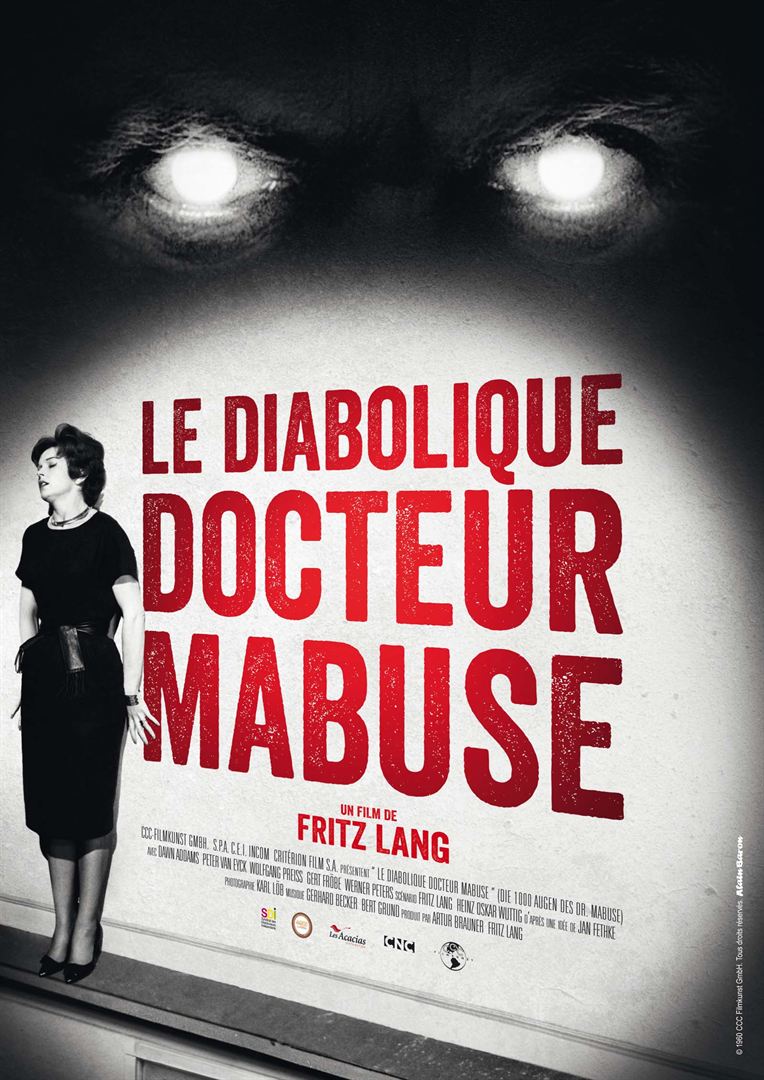 LE DIABOLIQUE
DOCTEUR
MABUSE
UN FILM DE
FRITZ LANG
CCC-FILMKUNST GMBH. S.P.A. C.E.I. INCOM CRITÉRION FILM S.A. PRÉSENTENT " LE DIABOLIQUE DOCTEUR MABUSE " (DIE 1000 AUGEN DES DR. MABUSE)
AVEC DAWN ADDAMS PETER VAN EYCK WOLFGANG PREISS GERT FRÖBE WERNER PETERS SCÉNARIO FRITZ LANG HEINZ OSKAR WUTTIG D'APRÈS UNE IDÉE DE JAN FETHKE
PHOTOGRAPHIE KARL LÖB MUSIQUE GERHARD BECKER BERT GRUND PRODUIT PAR ARTUR BRAUNER FRITZ LANG
Les Acacias
CNC
© 1960 CCC Filmkunst GmbH. Tous droits réservés. Alain Baron